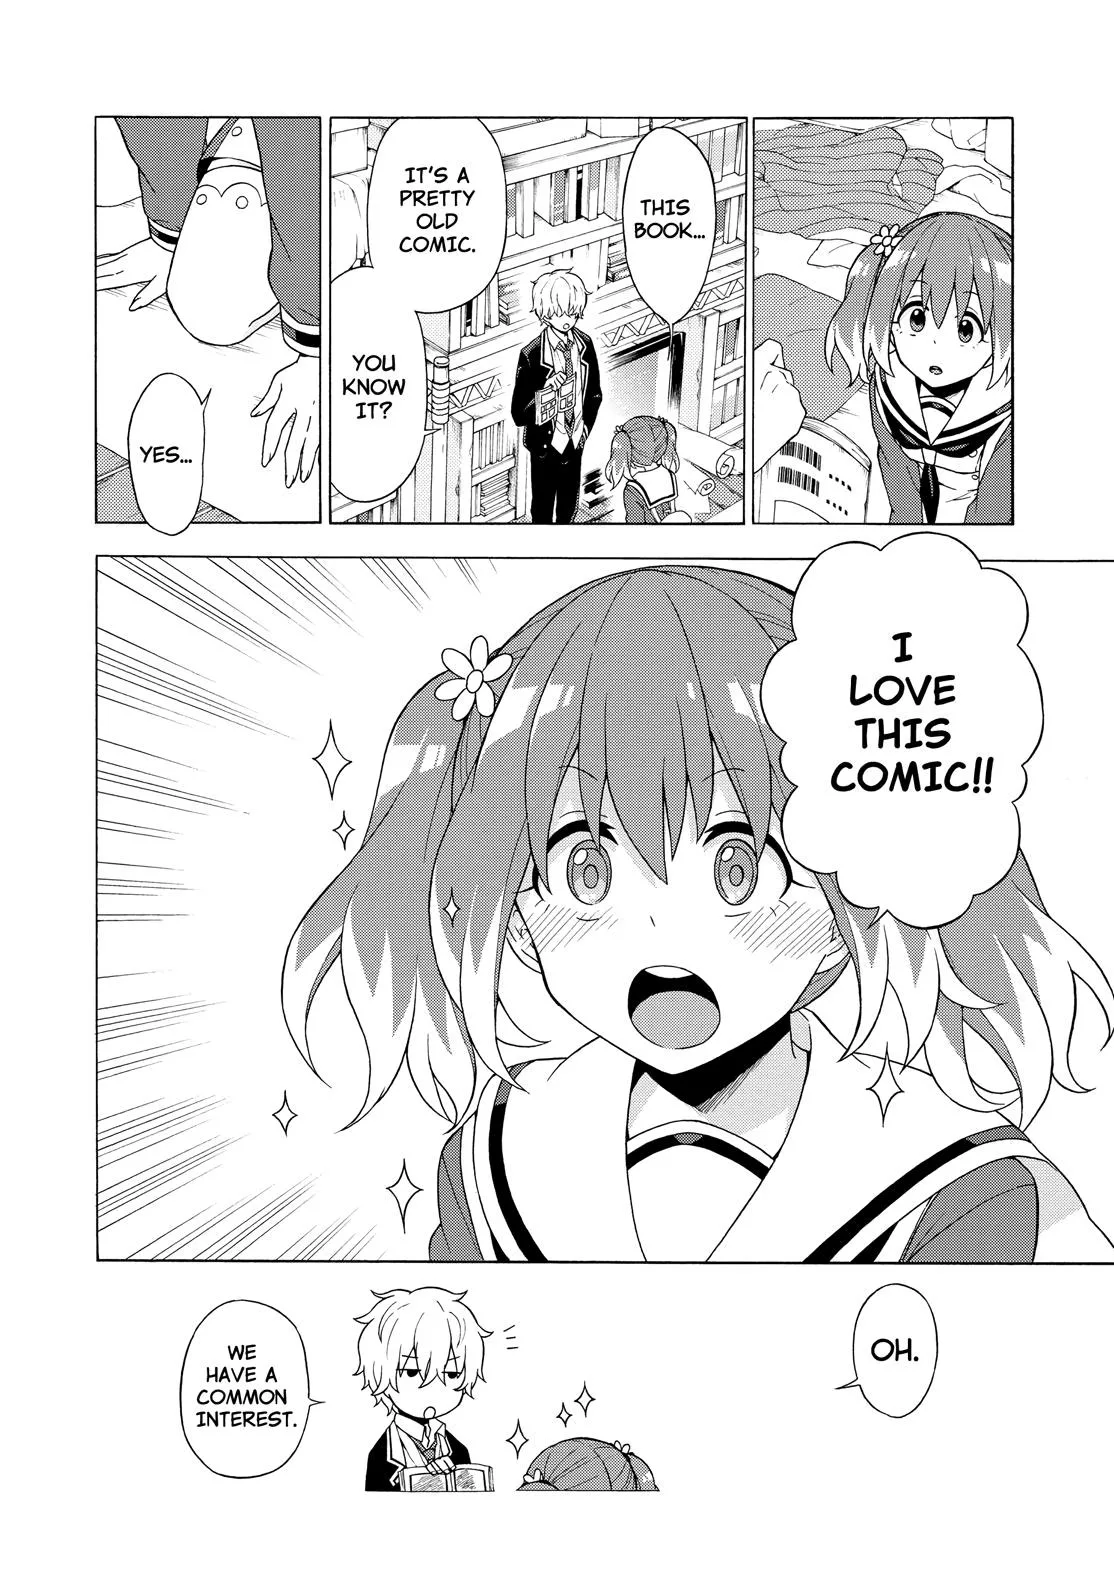 THIS
BOOK...
IT'S A
PRETTY
OLD
COMIC.
YOU
KNOW
IT?
YES...
I
LOVE
THIS
COMIC!!
OH.
WE
HAVE A
COMMON
INTEREST.